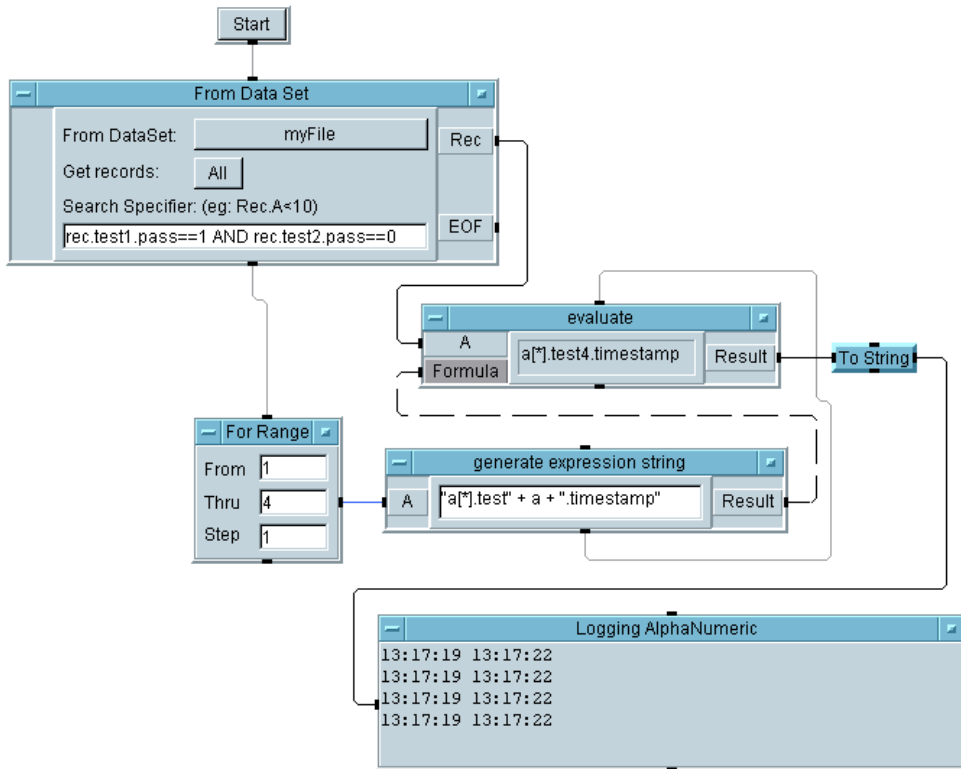 Start
From Data Set
From DataSet: myFile
Rec
Get records: All
Search Specifier: (eg: Rec.A<10)
EOF
rec.test1.pass==1 AND rec.test2.pass==0
evaluate
A
a[*].test4.timestamp
Result
Formula
To String
For Range
From 1
Thru 4
Step 1
generate expression string
A
"a[*].test" + a + ".timestamp"
Result
Logging AlphaNumeric
13:17:19 13:17:22
13:17:19 13:17:22
13:17:19 13:17:22
13:17:19 13:17:22